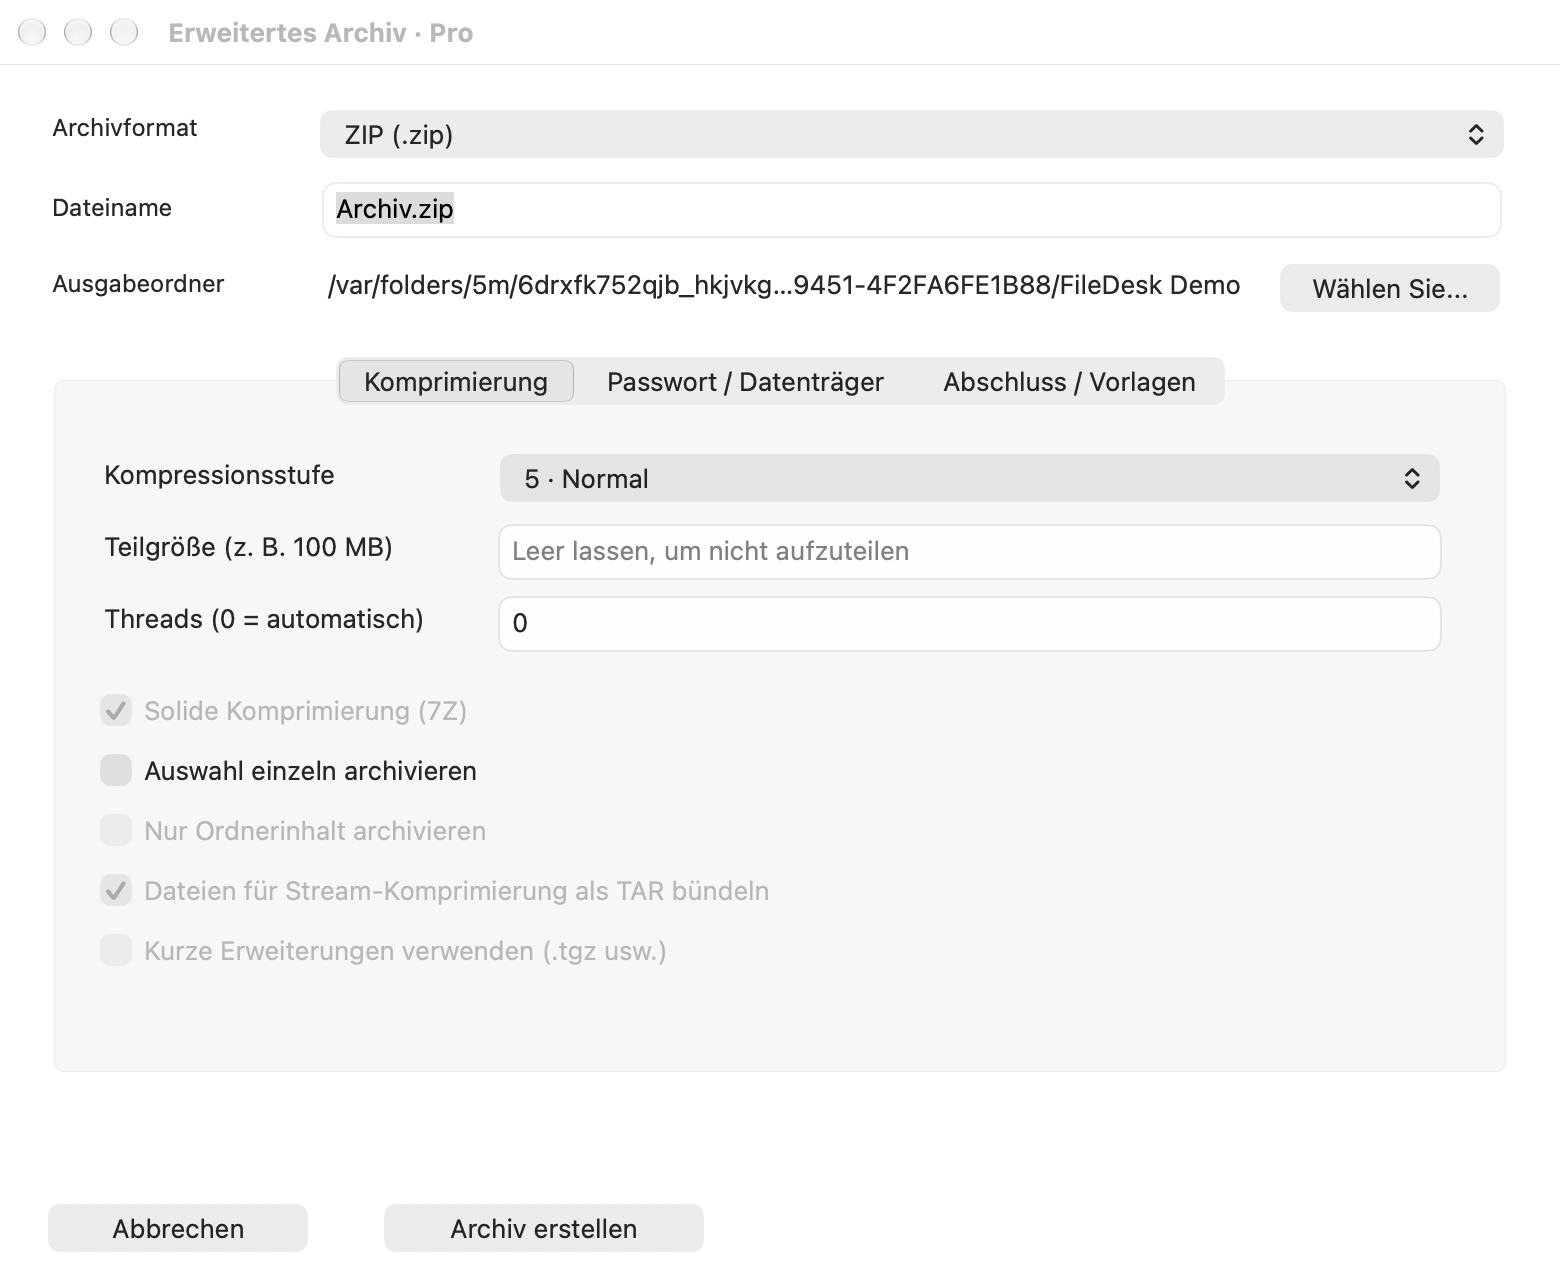 Erweitertes Archiv · Pro
Archivformat
ZIP (.zip)
Dateiname
Archiv.zip
Ausgabeordner
/var/folders/5m/6drxfk752qjb_hkjvkg...9451-4F2FA6FE1B88/FileDesk Demo
Wählen Sie...
Komprimierung
Passwort / Datenträger
Abschluss / Vorlagen
Kompressionsstufe
5 · Normal
Teilgröße (z. B. 100 MB)
Leer lassen, um nicht aufzuteilen
Threads (0 = automatisch)
0
Solide Komprimierung (7Z)
Auswahl einzeln archivieren
Nur Ordnerinhalt archivieren
Dateien für Stream-Komprimierung als TAR bündeln
Kurze Erweiterungen verwenden (.tgz usw.)
Abbrechen
Archiv erstellen